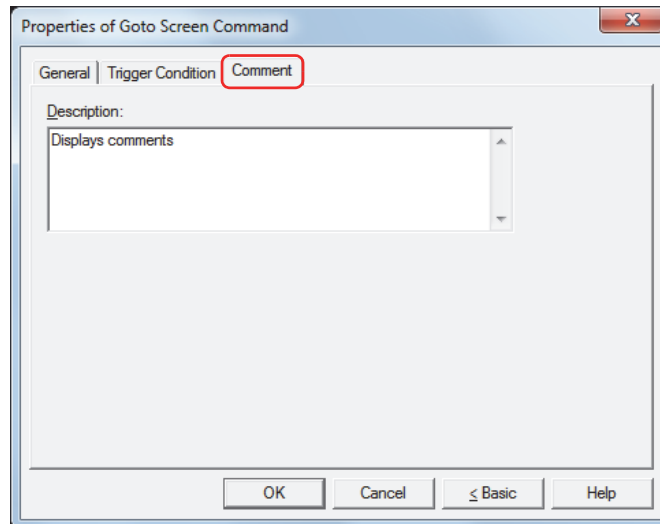 Properties of Goto Screen Command
General Trigger Condition Comment
Description:
Displays comments
OK Cancel < Basic Help